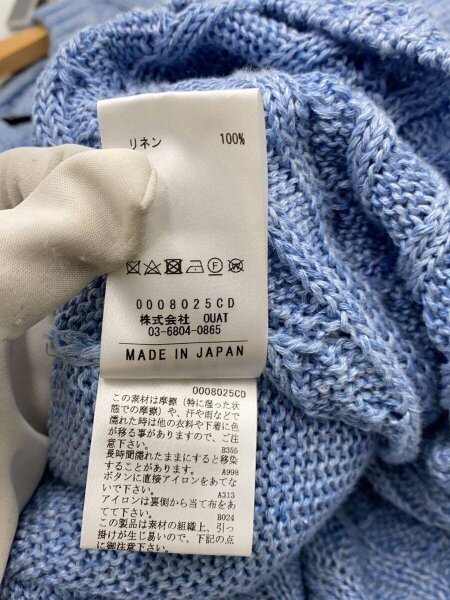 リネン 100%
0008025CD
株式会社 OUAT
03-6804-0865
MADE IN JAPAN
0008025CD
この素材は摩擦（特に湿った状
態での摩擦）や、汗や雨などで
濡れた時は他の衣料や下着に色
が移る事がありますので、ご注
意下さい。 B355
長時間濡れたままにすると移染
することがあります。 A998
ボタンに直接アイロンをあてな
いで下さい。 A313
アイロンは裏側から当て布をあ
てて下さい。 B024
この製品は素材の組織上、引っ
掛けが生じ易いので、下記の点
に御注意下さい。